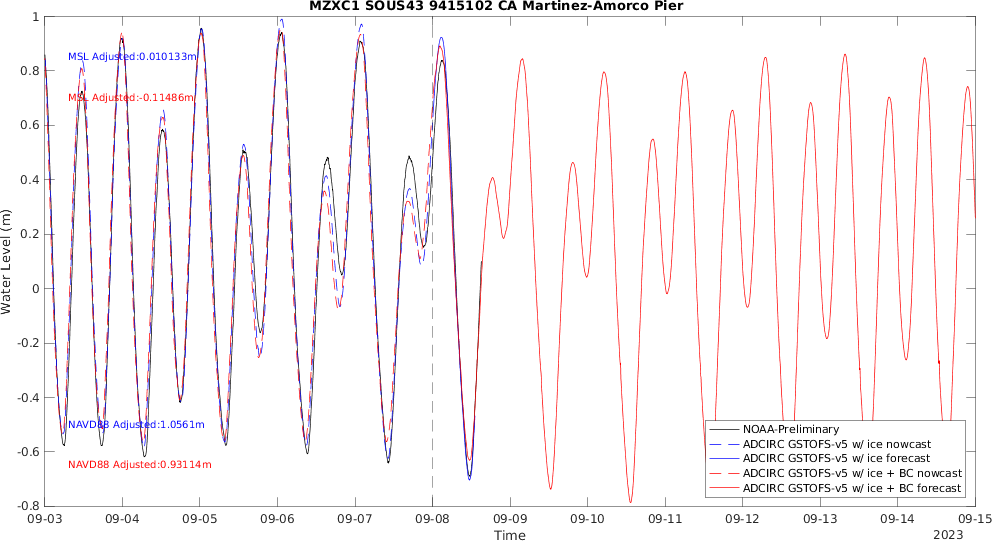 MZXC1 SOUS43 9415102 CA Martinez-Amorco Pier
1
0.8
0.6
0.4
0.2
0
-0.2
-0.4
-0.6
-0.8
Water Level (m)
MSL Adjusted:0.010133m
MSL Adjusted:-0.11486m
NAVD88 Adjusted:1.0561m
NAVD88 Adjusted:0.93114m
NOAA-Preliminary
ADCIRC GSTOFS-v5 w/ ice nowcast
ADCIRC GSTOFS-v5 w/ ice forecast
ADCIRC GSTOFS-v5 w/ ice + BC nowcast
ADCIRC GSTOFS-v5 w/ ice + BC forecast
09-03 09-04 09-05 09-06 09-07 09-08 09-09 09-10 09-11 09-12 09-13 09-14 09-15
Time
2023